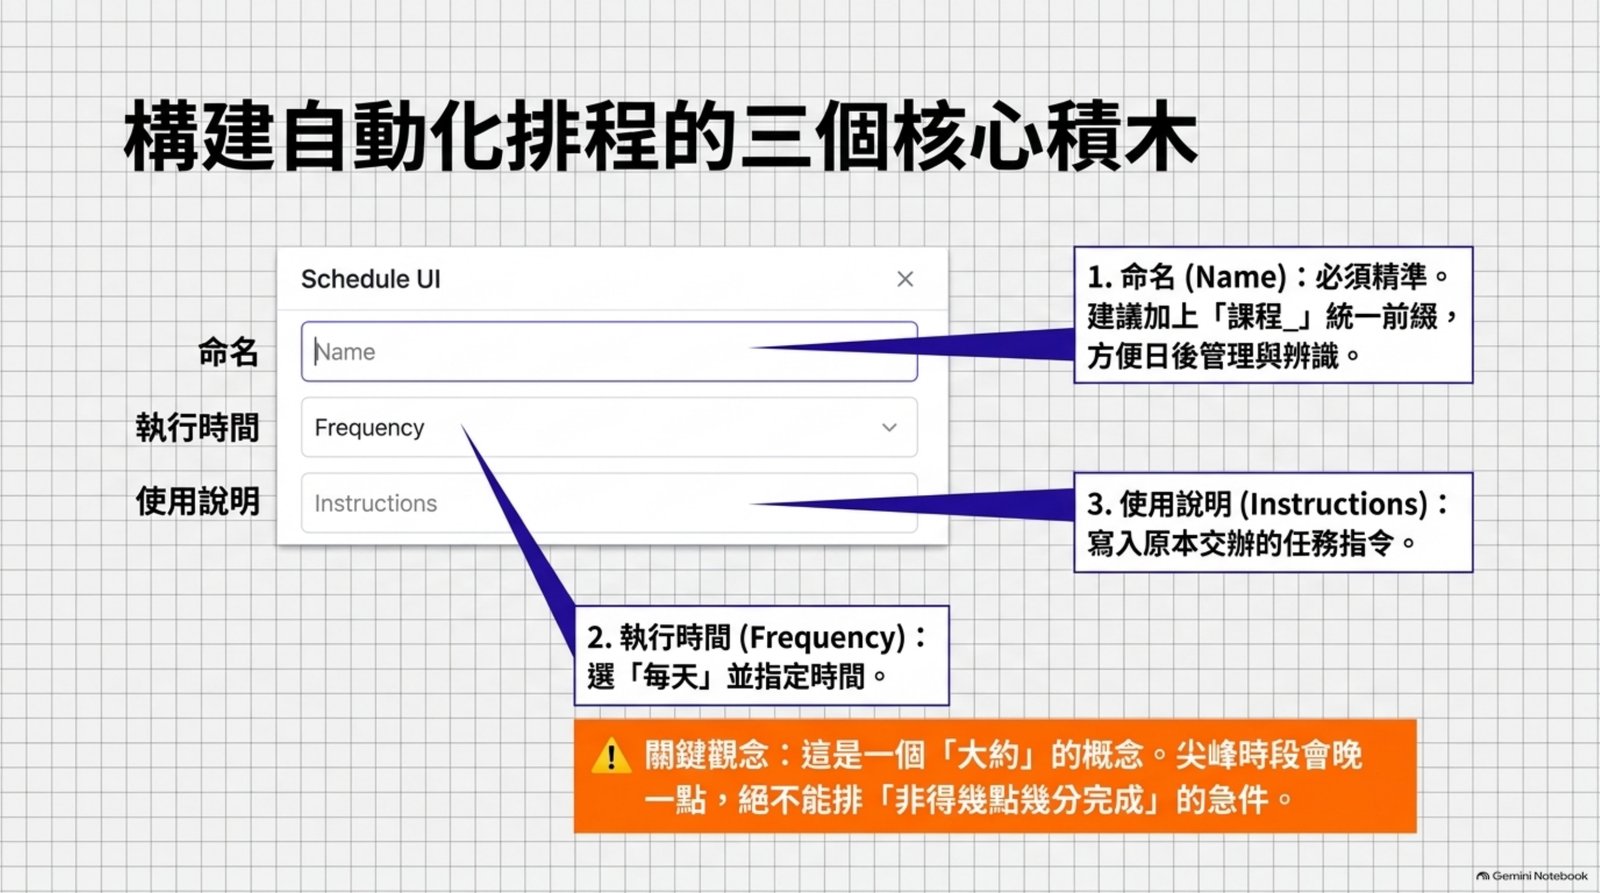 構建自動化排程的三個核心積木
Schedule UI
命名
Name
執行時間
Frequency
使用說明
Instructions
1. 命名 (Name)：必須精準。
建議加上「課程_」統一前綴，
方便日後管理與辨識。
3. 使用說明 (Instructions)：
寫入原本交辦的任務指令。
2. 執行時間 (Frequency)：
選「每天」並指定時間。
關鍵觀念：這是一個「大約」的概念。尖峰時段會晚
一點，絕不能排「非得幾點幾分完成」的急件。
Gemini Notebook